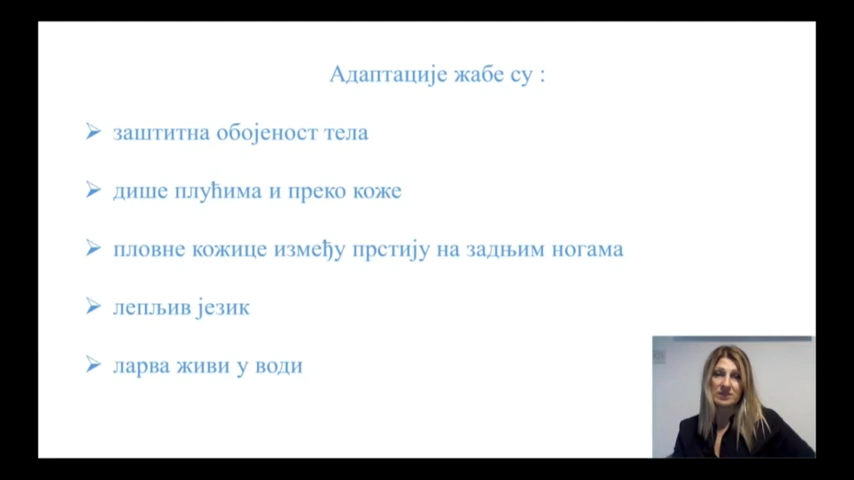 Адаптације жабе су :
заштитна обојеност тела
дише плућима и преко коже
пловне кожице између прстију на задњим ногама
лепљив језик
ларва живи у води